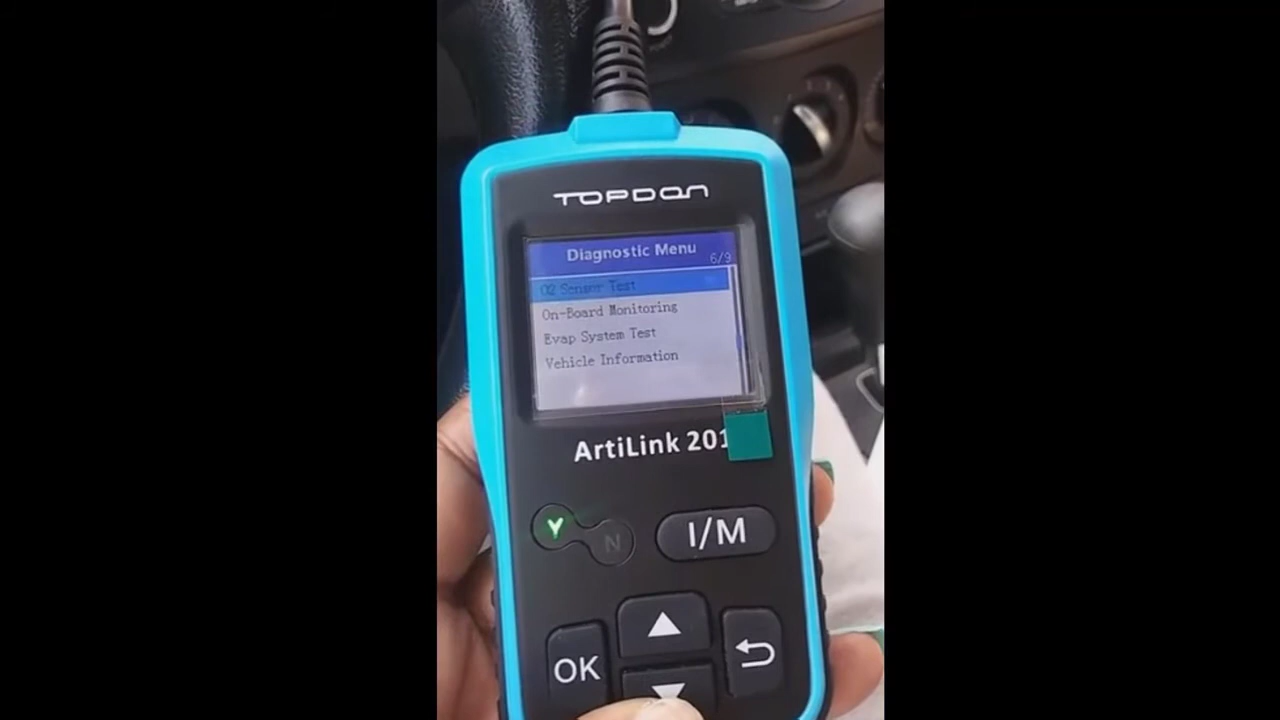 TOPDON
Diagnostic Menu
6/9
O2 Sensor Test
On-Board Monitoring
Evap System Test
Vehicle Information
ArtiLink 201
Y
N
I/M
OK